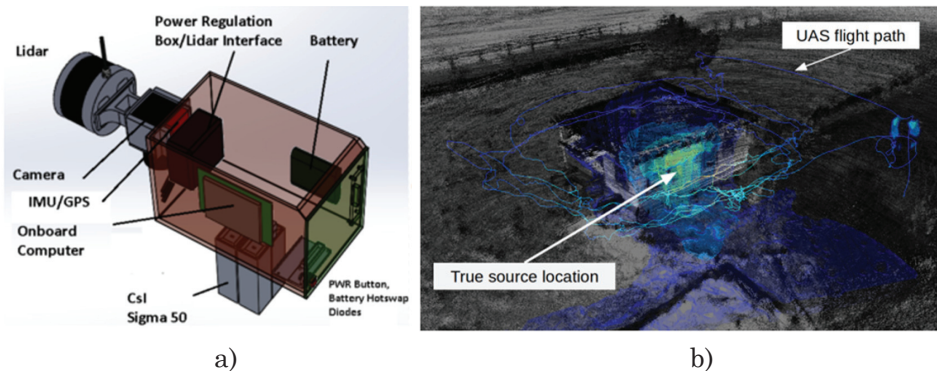 Power Regulation
Box/Lidar Interface
Battery
Lidar
Camera
IMU/GPS
Onboard
Computer
CsI
Sigma 50
PWR Button,
Battery Hotswap
Diodes
a)
UAS flight path
True source location
b)